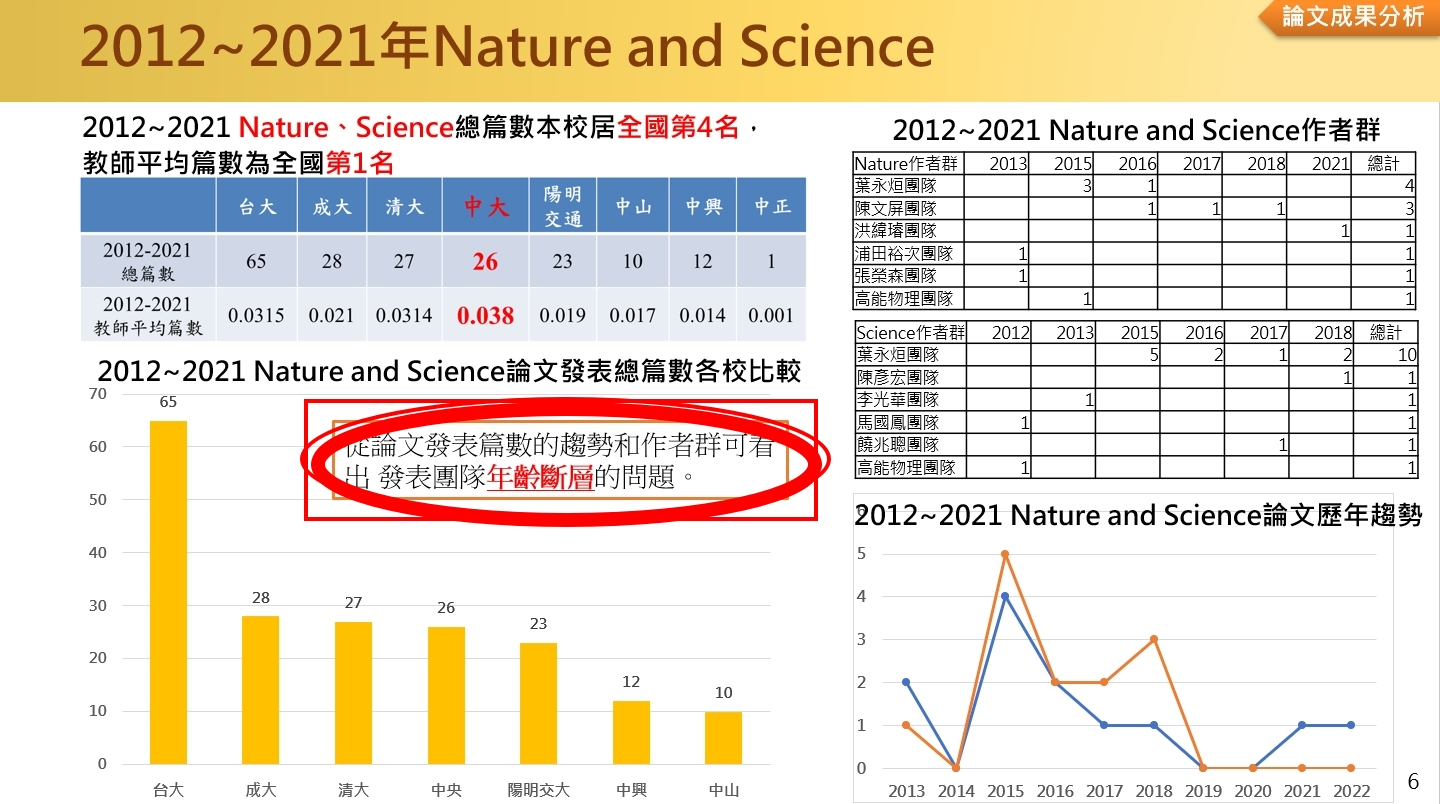 論文成果分析
2012~2021年Nature and Science
2012~2021 Nature、Science總篇數本校居全國第4名，
教師平均篇數為全國第1名
台大 成大 清大 中大 陽明交通 中山 中興 中正
2012-2021總篇數 65 28 27 26 23 10 12 1
2012-2021教師平均篇數 0.0315 0.021 0.0314 0.038 0.019 0.017 0.014 0.001
2012~2021 Nature and Science論文發表總篇數各校比較
從論文發表篇數的趨勢和作者群可看
出 發表團隊年齡斷層的問題。
70
60
50
40
30
20
10
0
65 28 27 26 23 12 10
台大 成大 清大 中央 陽明交大 中興 中山
2012~2021 Nature and Science作者群
Nature作者群 2013 2015 2016 2017 2018 2021 總計
葉永烜團隊 3 1 4
陳文屏團隊 1 1 1 3
洪緯璿團隊 1 1
浦田裕次團隊 1 1
張榮森團隊 1 1
高能物理團隊 1 1
Science作者群 2012 2013 2015 2016 2017 2018 總計
葉永烜團隊 5 2 1 2 10
陳彥宏團隊 1 1
李光華團隊 1 1
馬國鳳團隊 1 1
饒兆聰團隊 1 1
高能物理團隊 1 1
2012~2021 Nature and Science論文歷年趨勢
6
5
4
3
2
1
0
2013 2014 2015 2016 2017 2018 2019 2020 2021 2022
6